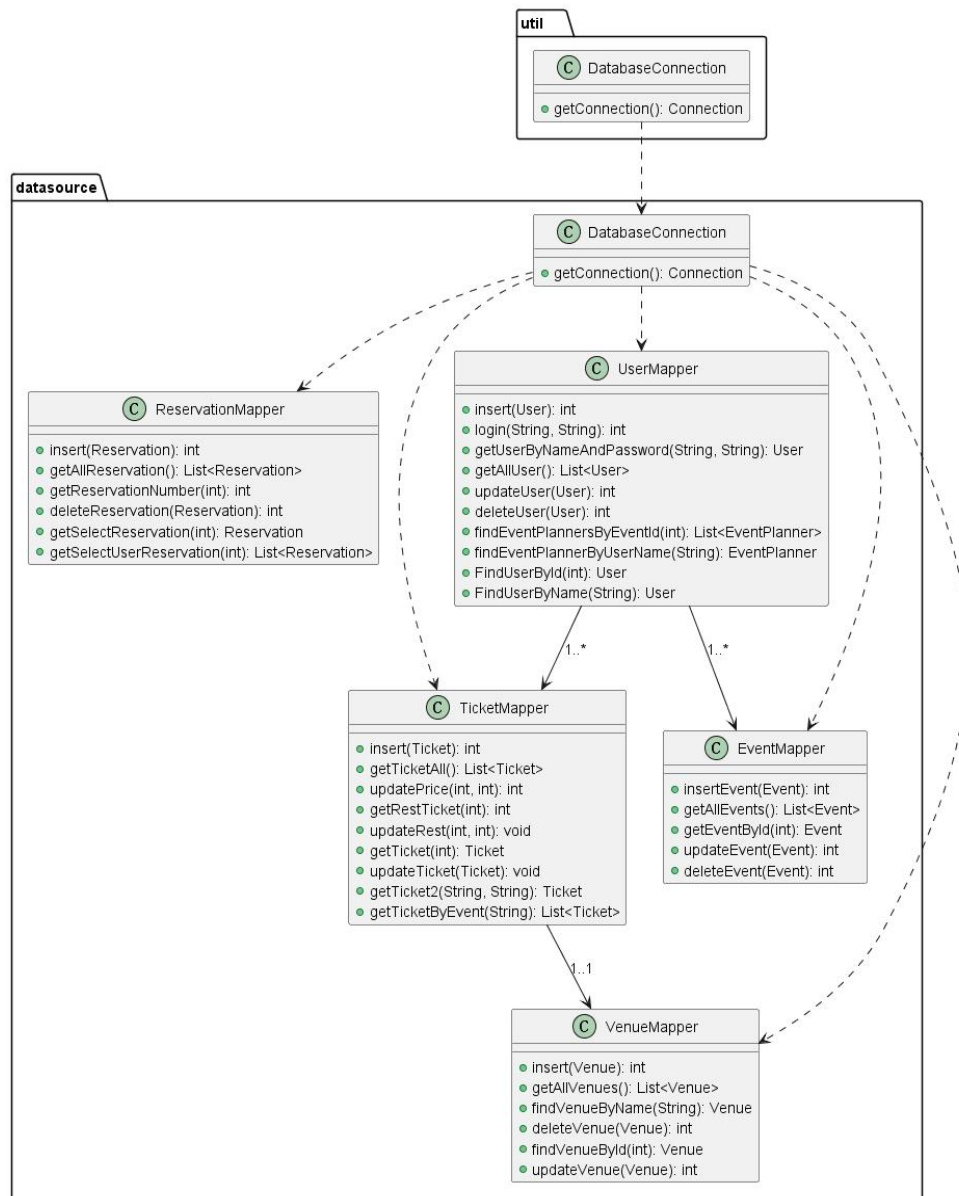 util
C DatabaseConnection
getConnection(): Connection
datasource
C DatabaseConnection
getConnection(): Connection
C ReservationMapper
insert(Reservation): int
getAllReservation(): List<Reservation>
getReservationNumber(int): int
deleteReservation(Reservation): int
getSelectReservation(int): Reservation
getSelectUserReservation(int): List<Reservation>
C UserMapper
insert(User): int
login(String, String): int
getUserByNameAndPassword(String, String): User
getAllUser(): List<User>
updateUser(User): int
deleteUser(User): int
findEventPlannersByEventId(int): List<EventPlanner>
findEventPlannerByUserName(String): EventPlanner
FindUserById(int): User
FindUserByName(String): User
1..*
1..*
C TicketMapper
insert(Ticket): int
getTicketAll(): List<Ticket>
updatePrice(int, int): int
getRestTicket(int): int
updateRest(int, int): void
getTicket(int): Ticket
updateTicket(Ticket): void
getTicket2(String, String): Ticket
getTicketByEvent(String): List<Ticket>
C EventMapper
insertEvent(Event): int
getAllEvents(): List<Event>
getEventById(int): Event
updateEvent(Event): int
deleteEvent(Event): int
1..1
C VenueMapper
insert(Venue): int
getAllVenues(): List<Venue>
findVenueByName(String): Venue
deleteVenue(Venue): int
findVenueById(int): Venue
updateVenue(Venue): int